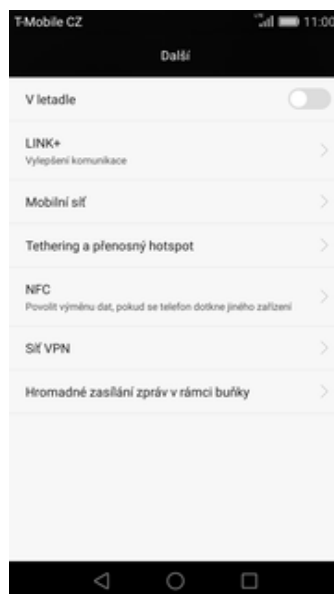 T-Mobile CZ 11:00
Další
V letadle
LINK+
Vylepšení komunikace
Mobilní síť
Tethering a přenosný hotspot
NFC
Povolit výměnu dat, pokud se telefon dotkne jiného zařízení
Síť VPN
Hromadné zasílání zpráv v rámci buňky